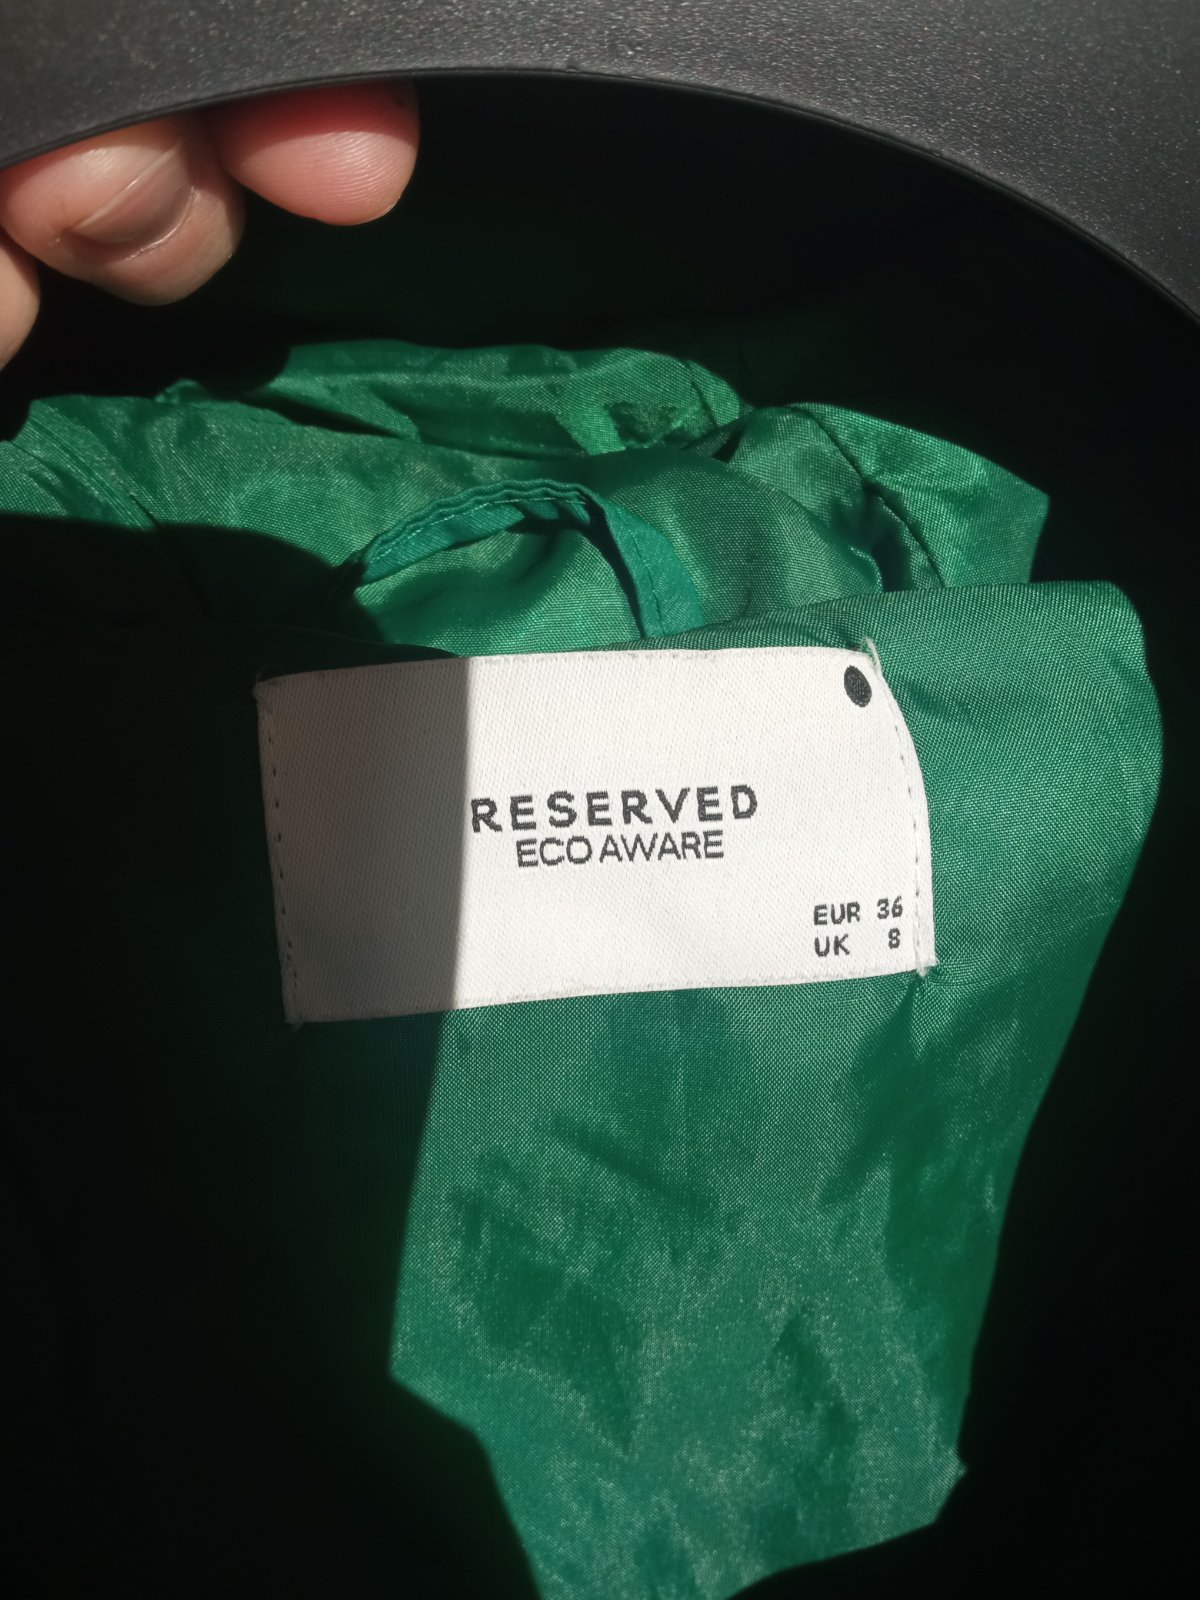 RESERVED
ECO AWARE
EUR 36
UK 8